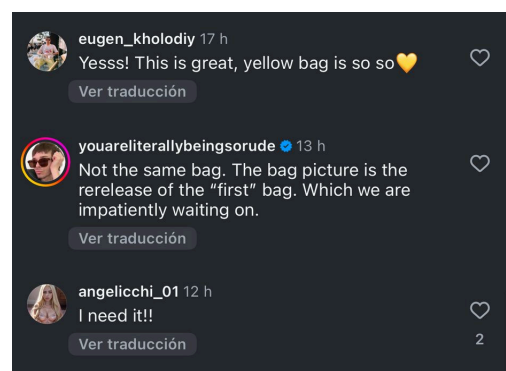 eugen_kholodiy 17 h
Yesss! This is great, yellow bag is so so💛
Ver traducción
youareliterallybeingsorude 13 h
Not the same bag. The bag picture is the
rerelease of the “first” bag. Which we are
impatiently waiting on.
Ver traducción
angelicchi_01 12 h
I need it!!
Ver traducción
2